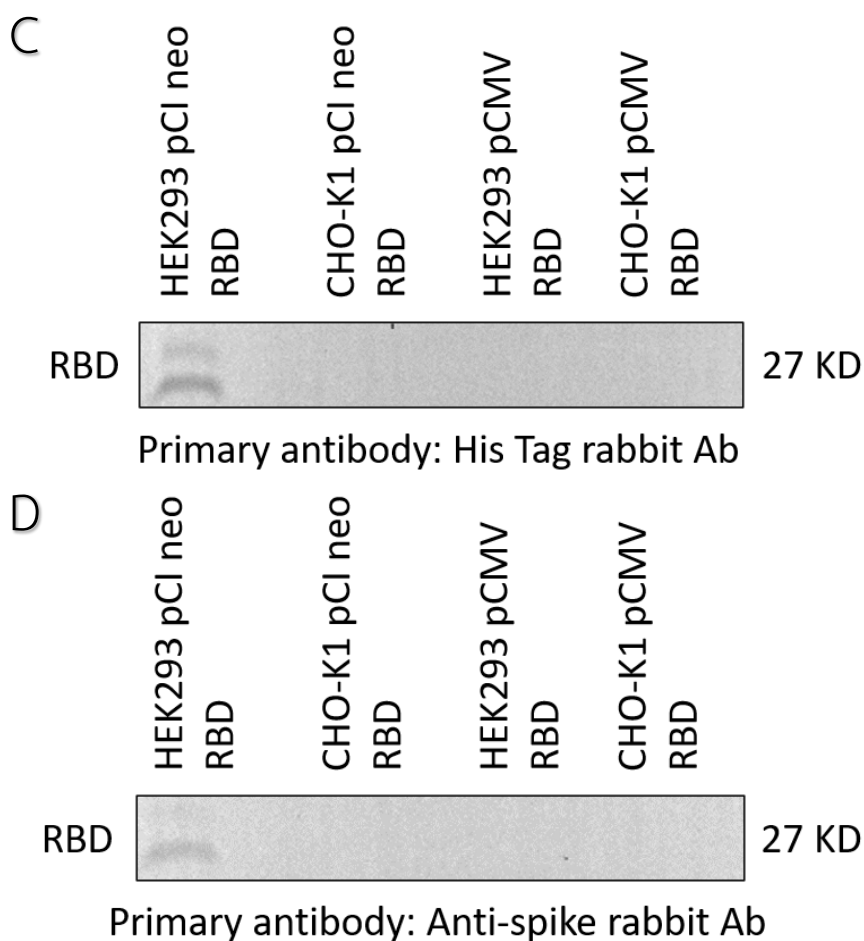 C
HEK293 pCI neo
RBD
CHO-K1 pCI neo
RBD
HEK293 pCMV
RBD
CHO-K1 pCMV
RBD
RBD
27 KD
Primary antibody: His Tag rabbit Ab
D
HEK293 pCI neo
RBD
CHO-K1 pCI neo
RBD
HEK293 pCMV
RBD
CHO-K1 pCMV
RBD
RBD
27 KD
Primary antibody: Anti-spike rabbit Ab